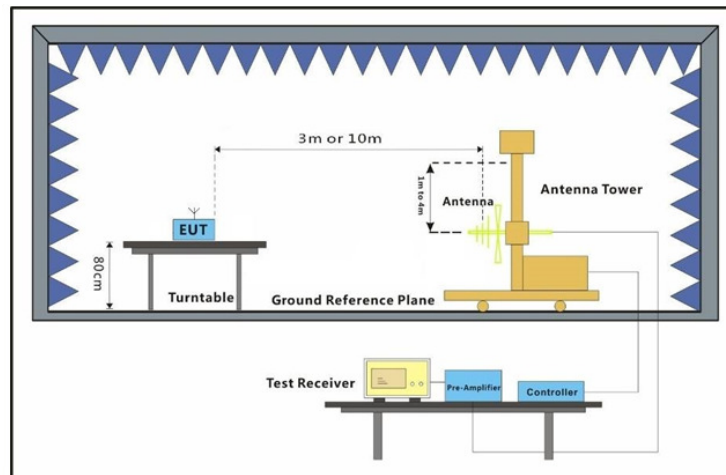 3m or 10m
1m to 4m
Antenna
Antenna Tower
EUT
80cm
Turntable
Ground Reference Plane
Test Receiver
Pre-Amplifier
Controller